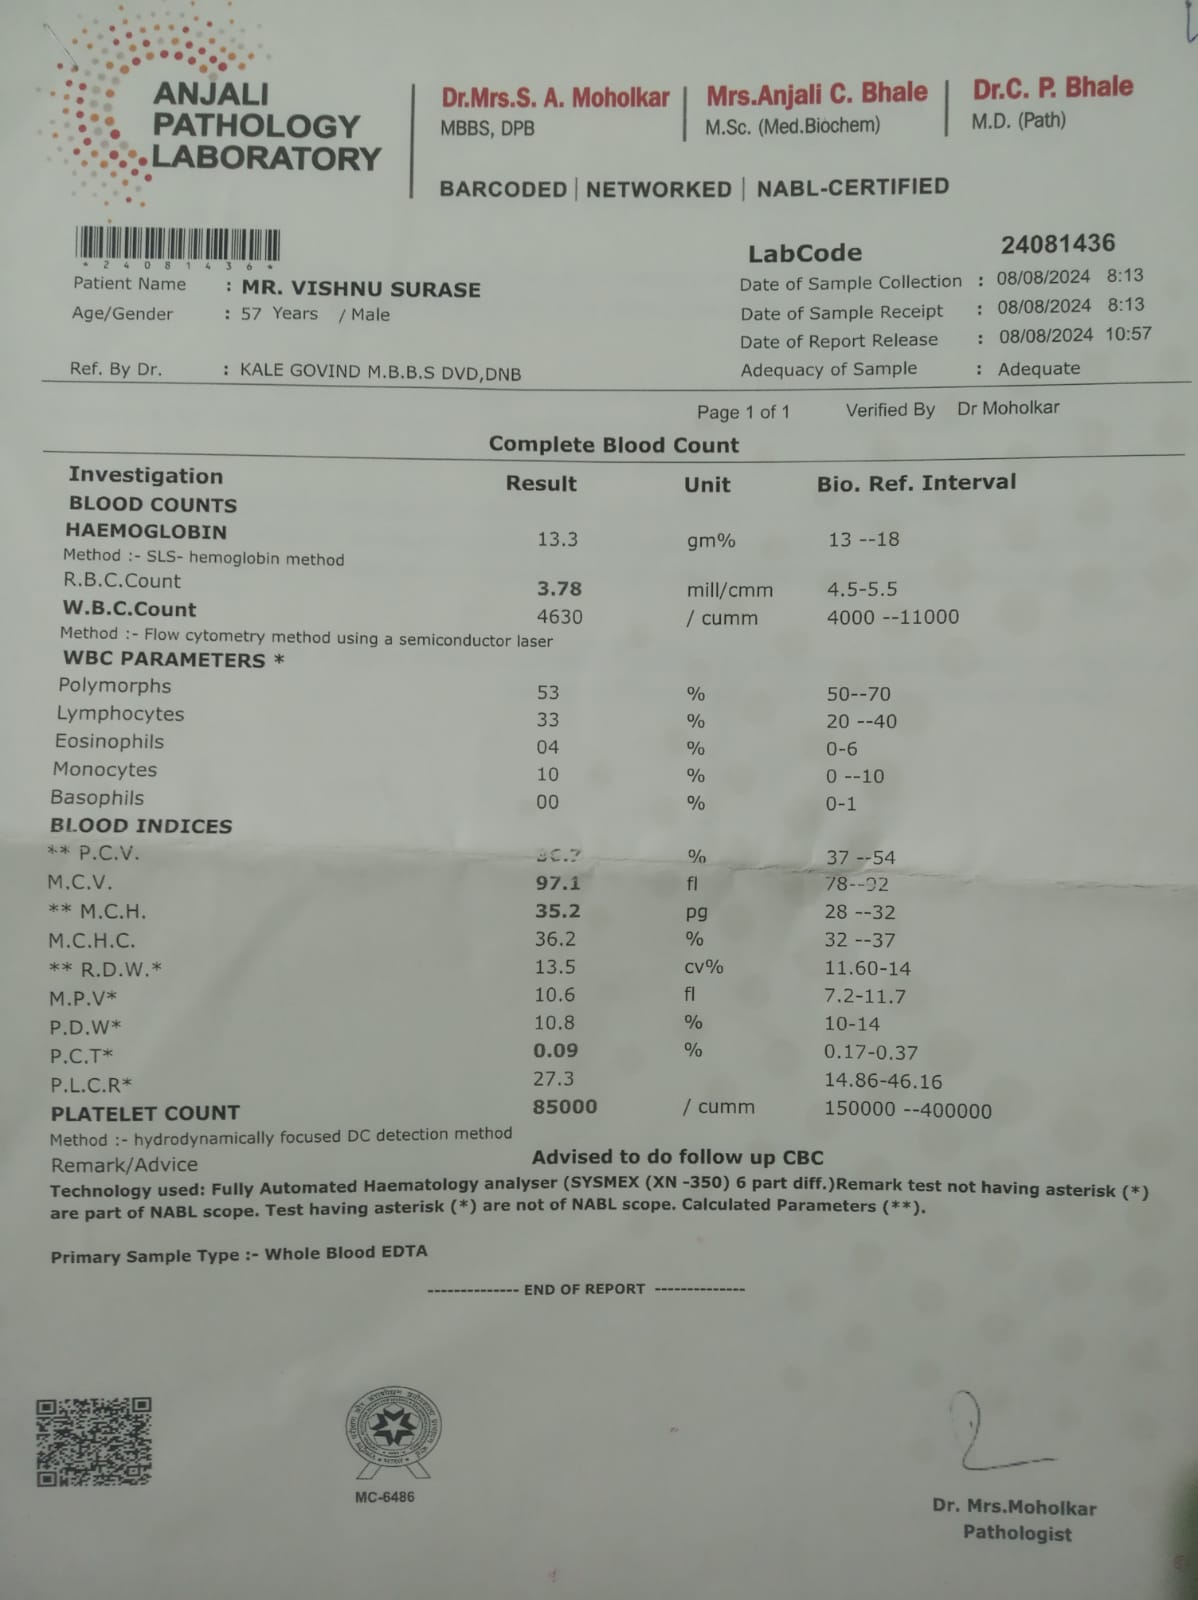 ANJALI
PATHOLOGY
LABORATORY
Dr.Mrs.S. A. Moholkar
MBBS, DPB
Mrs.Anjali C. Bhale
M.Sc. (Med.Biochem)
Dr.C. P. Bhale
M.D. (Path)
BARCODED | NETWORKED | NABL-CERTIFIED
* 2 4 0 8 1 4 3 6 *
LabCode 24081436
Patient Name : MR. VISHNU SURASE
Date of Sample Collection : 08/08/2024 8:13
Age/Gender : 57 Years / Male
Date of Sample Receipt : 08/08/2024 8:13
Date of Report Release : 08/08/2024 10:57
Ref. By Dr. : KALE GOVIND M.B.B.S DVD,DNB
Adequacy of Sample : Adequate
Page 1 of 1 Verified By Dr Moholkar
Complete Blood Count
Investigation Result Unit Bio. Ref. Interval
BLOOD COUNTS
HAEMOGLOBIN 13.3 gm% 13 --18
Method :- SLS- hemoglobin method
R.B.C.Count 3.78 mill/cmm 4.5-5.5
W.B.C.Count 4630 / cumm 4000 --11000
Method :- Flow cytometry method using a semiconductor laser
WBC PARAMETERS *
Polymorphs 53 % 50--70
Lymphocytes 33 % 20 --40
Eosinophils 04 % 0-6
Monocytes 10 % 0 --10
Basophils 00 % 0-1
BLOOD INDICES
** P.C.V. % 37 --54
M.C.V. 97.1 fl 78--92
** M.C.H. 35.2 pg 28 --32
M.C.H.C. 36.2 % 32 --37
** R.D.W.* 13.5 cv% 11.60-14
M.P.V* 10.6 fl 7.2-11.7
P.D.W* 10.8 % 10-14
P.C.T* 0.09 % 0.17-0.37
P.L.C.R* 27.3 14.86-46.16
PLATELET COUNT 85000 / cumm 150000 --400000
Method :- hydrodynamically focused DC detection method
Remark/Advice Advised to do follow up CBC
Technology used: Fully Automated Haematology analyser (SYSMEX (XN -350) 6 part diff.)Remark test not having asterisk (*)
are part of NABL scope. Test having asterisk (*) are not of NABL scope. Calculated Parameters (**).
Primary Sample Type :- Whole Blood EDTA
-------------- END OF REPORT --------------
MC-6486
Dr. Mrs.Moholkar
Pathologist